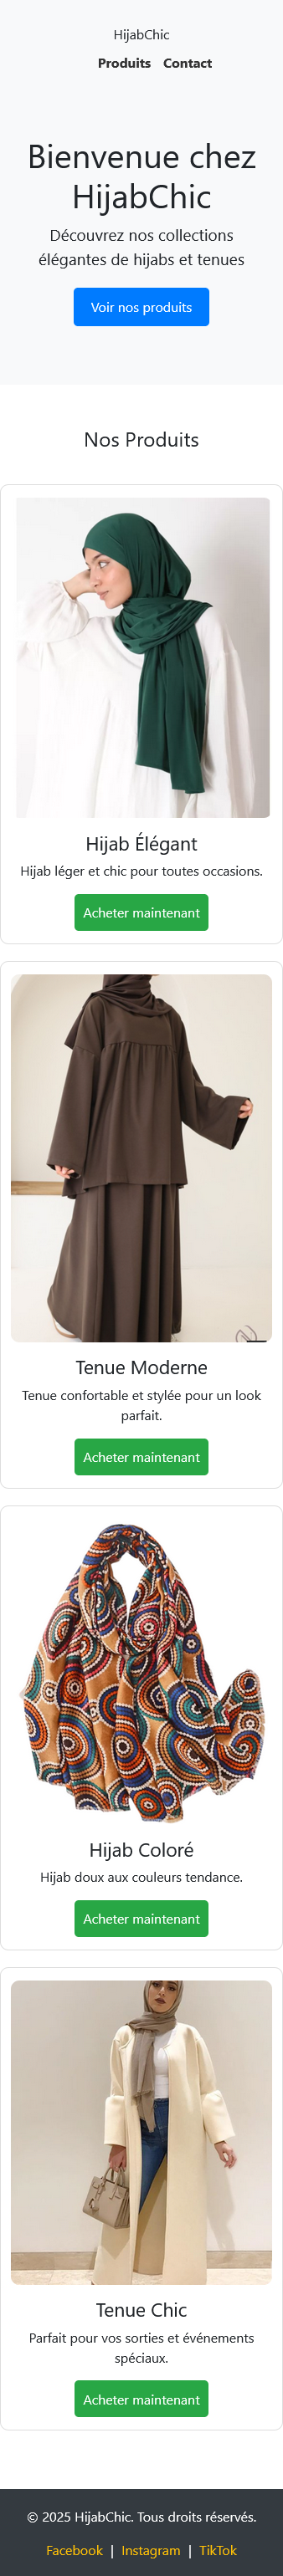 HijabChic
Produits Contact
Bienvenue chez
HijabChic
Découvrez nos collections
élégantes de hijabs et tenues
Voir nos produits
Nos Produits
Hijab Élégant
Hijab léger et chic pour toutes occasions.
Acheter maintenant
Tenue Moderne
Tenue confortable et stylée pour un look
parfait.
Acheter maintenant
Hijab Coloré
Hijab doux aux couleurs tendance.
Acheter maintenant
Tenue Chic
Parfait pour vos sorties et événements
spéciaux.
Acheter maintenant
© 2025 HijabChic. Tous droits réservés.
Facebook | Instagram | TikTok